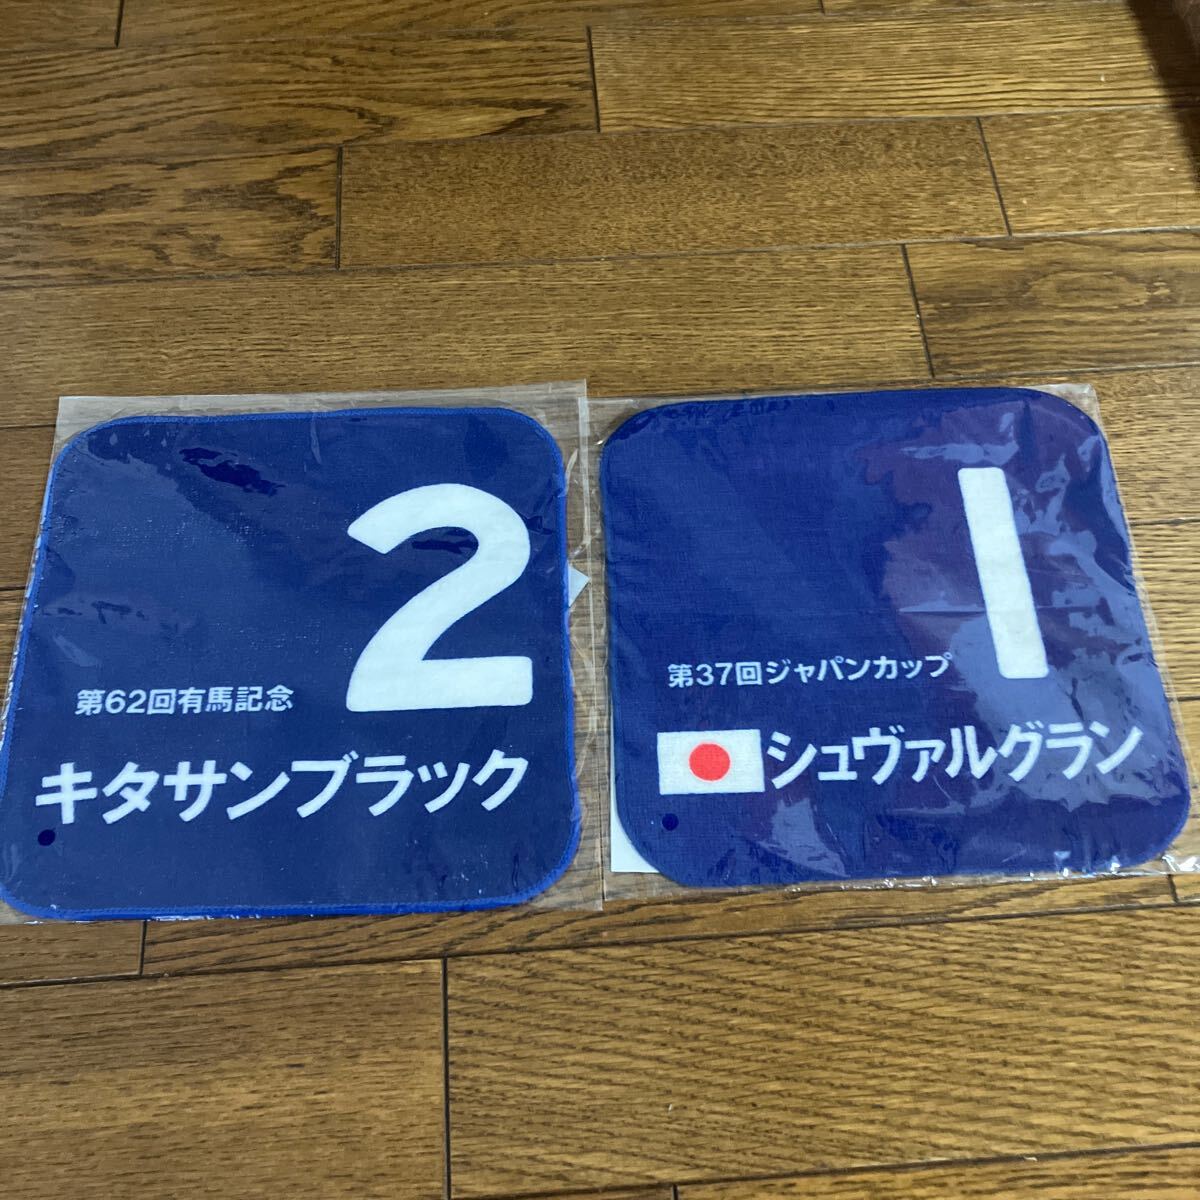 2
第62回有馬記念
キタサンブラック
1
第37回ジャパンカップ
シュヴァルグラン